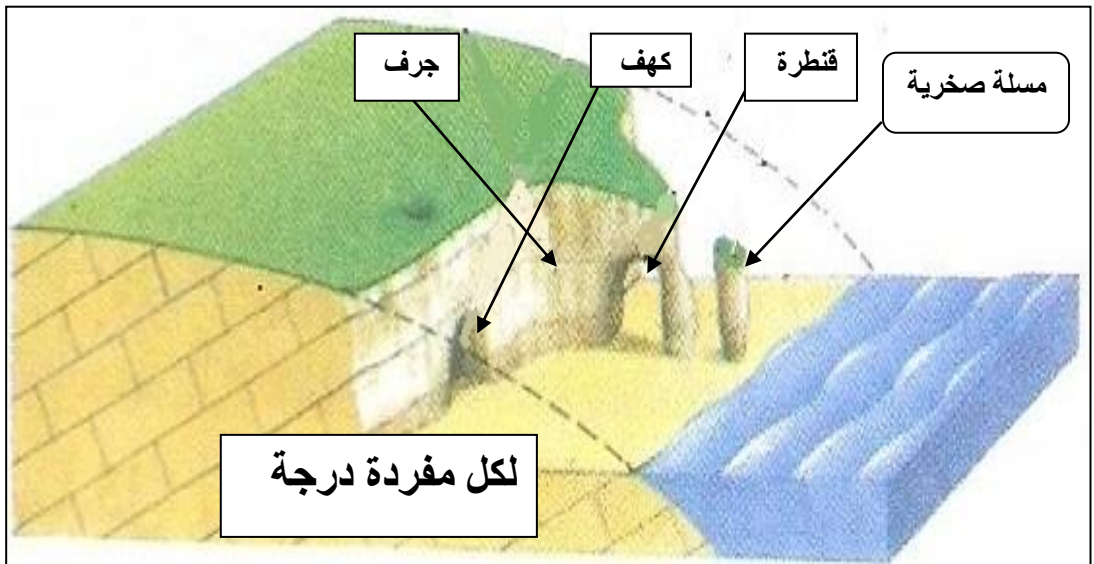 مسلة صخرية
قنطرة
كهف
جرف
لكل مفردة درجة